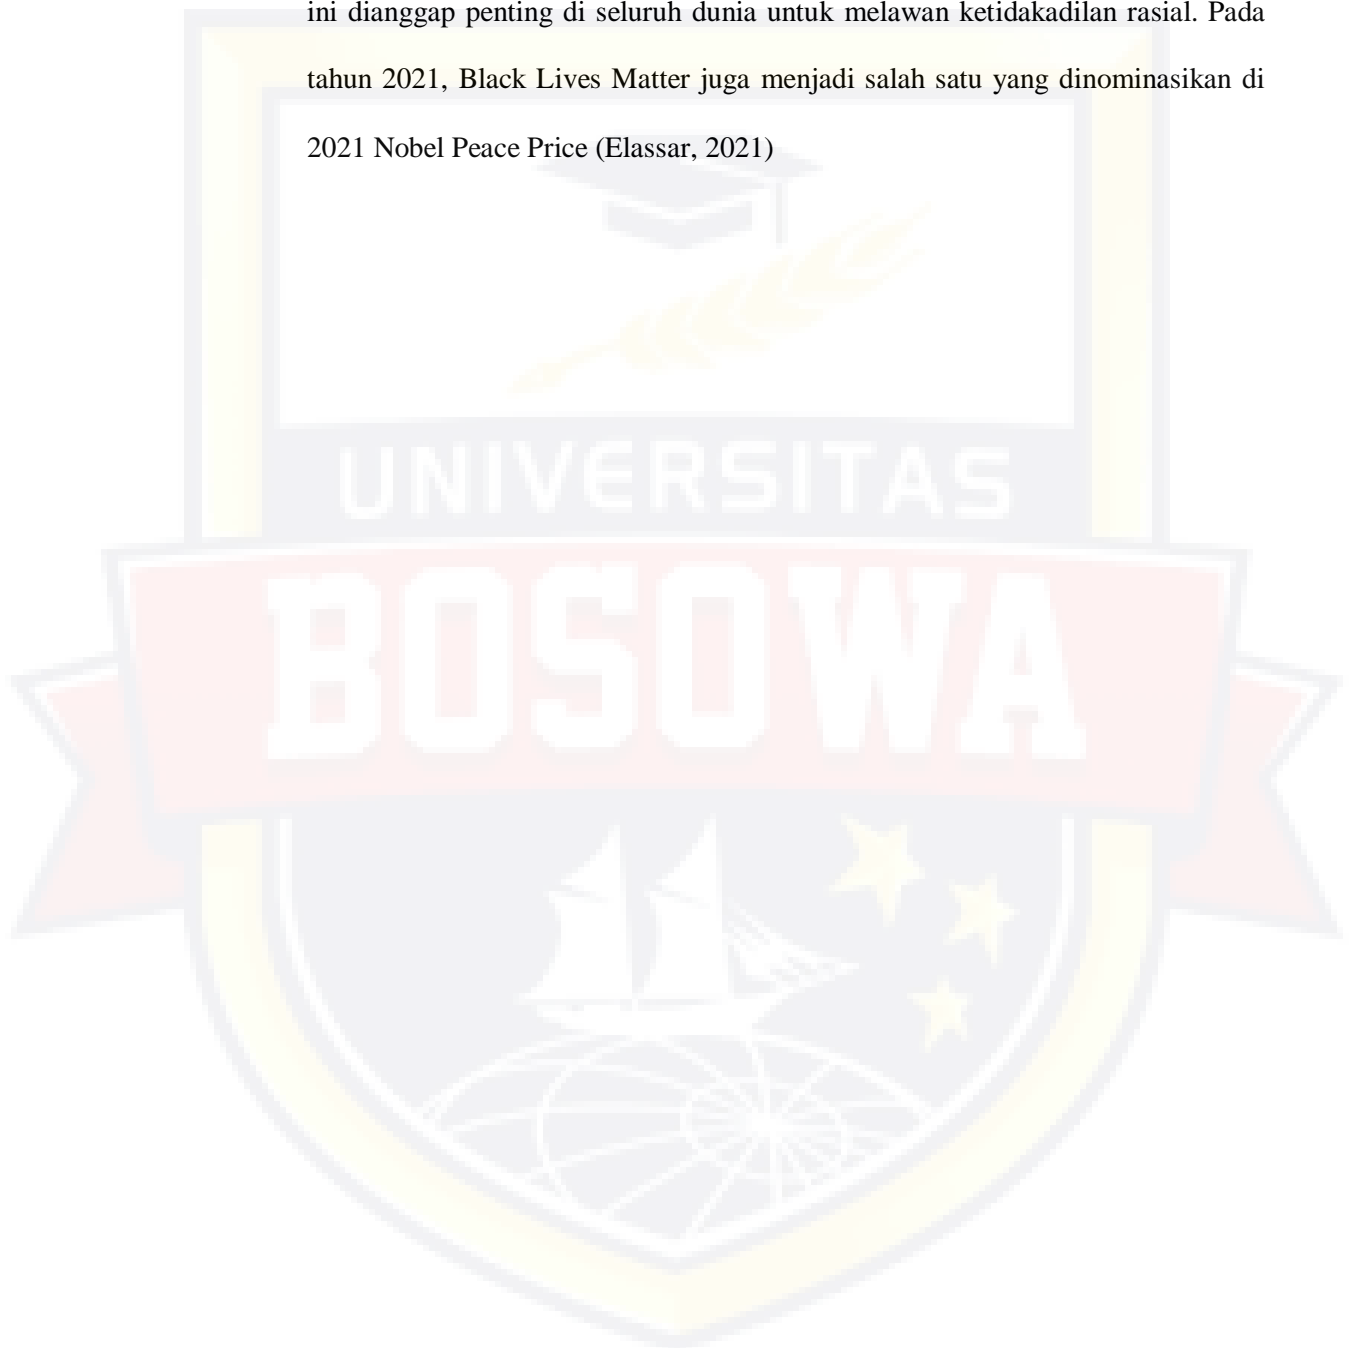 ini dianggap penting di seluruh dunia untuk melawan ketidakadilan rasial. Pada
tahun 2021, Black Lives Matter juga menjadi salah satu yang dinominasikan di
2021 Nobel Peace Price (Elassar, 2021)
UNIVERSITAS
BOSOWA